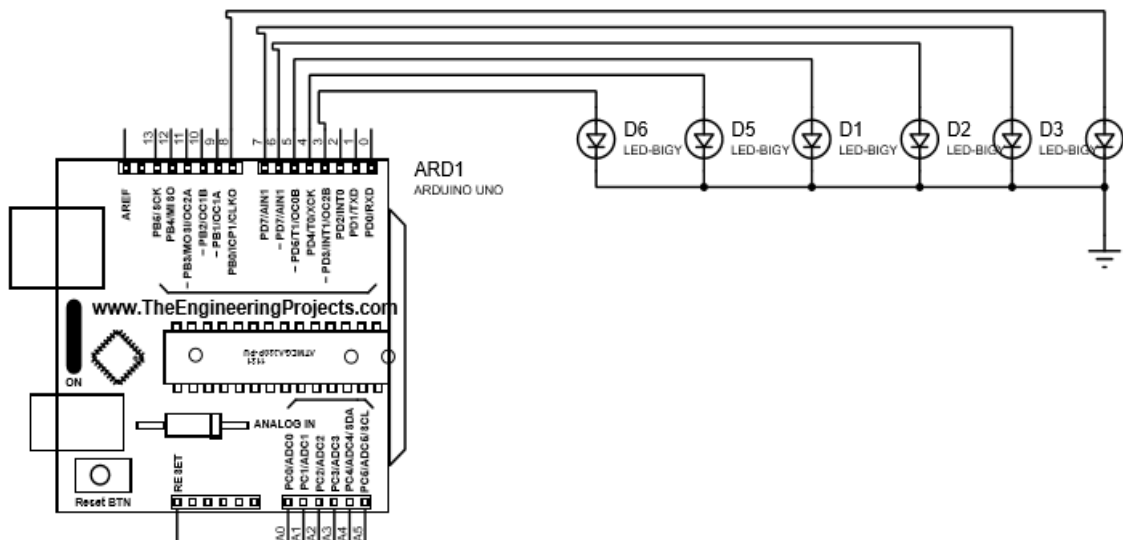 D6
LED-BIGY
D5
LED-BIGY
D1
LED-BIGY
D2
LED-BIGY
D3
LED-BIGY
13
12
11
10
9
8
7
6
5
4
3
2
1
0
ARD1
ARDUINO UNO
AREF
PB5/SCK
PB4/MISO
~PB3/MOSI/OC2A
~ PB2/OC1B
~ PB1/OC1A
PB0/ICP1/CLKO
PD7/AIN1
~ PD7/AIN1
~ PD5/T1/OC0B
PD4/T0/XCK
~ PD3/INT1/OC2B
PD2/INT0
PD1/TXD
PD0/RXD
www.TheEngineeringProjects.com
1121
ATMEGA328P-PU
ON
ANALOG IN
Reset BTN
RESET
PC0/ADC0
PC1/ADC1
PC2/ADC2
PC3/ADC3
PC4/ADC4/SDA
PC5/ADC5/SCL
A0
A1
A2
A3
A4
A5